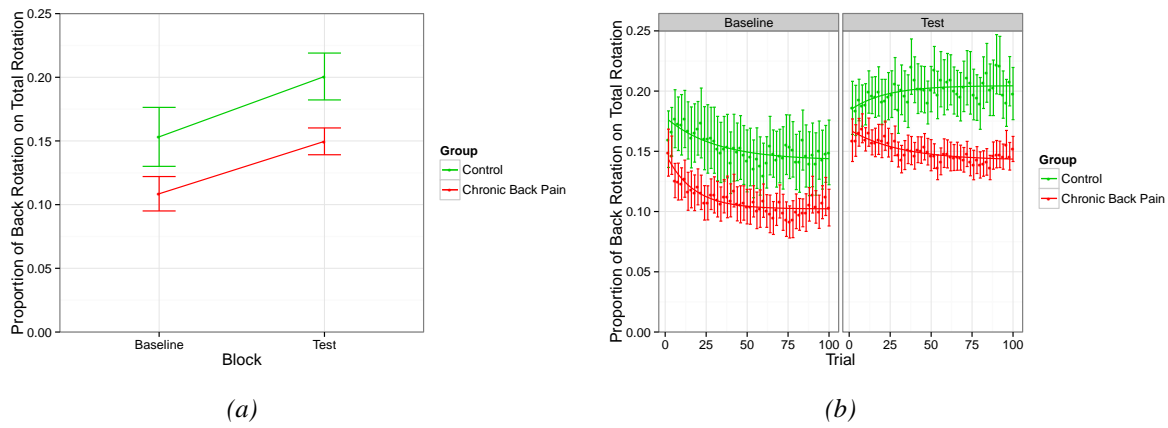 Proportion of Back Rotation on Total Rotation
0.25
0.20
0.15
0.10
0.05
0.00
Baseline
Test
Block
Group
Control
Chronic Back Pain
(a)
Proportion of Back Rotation on Total Rotation
Baseline
Test
0.25
0.20
0.15
0.10
0.05
0.00
0 25 50 75 100 0 25 50 75 100
Trial
Group
Control
Chronic Back Pain
(b)